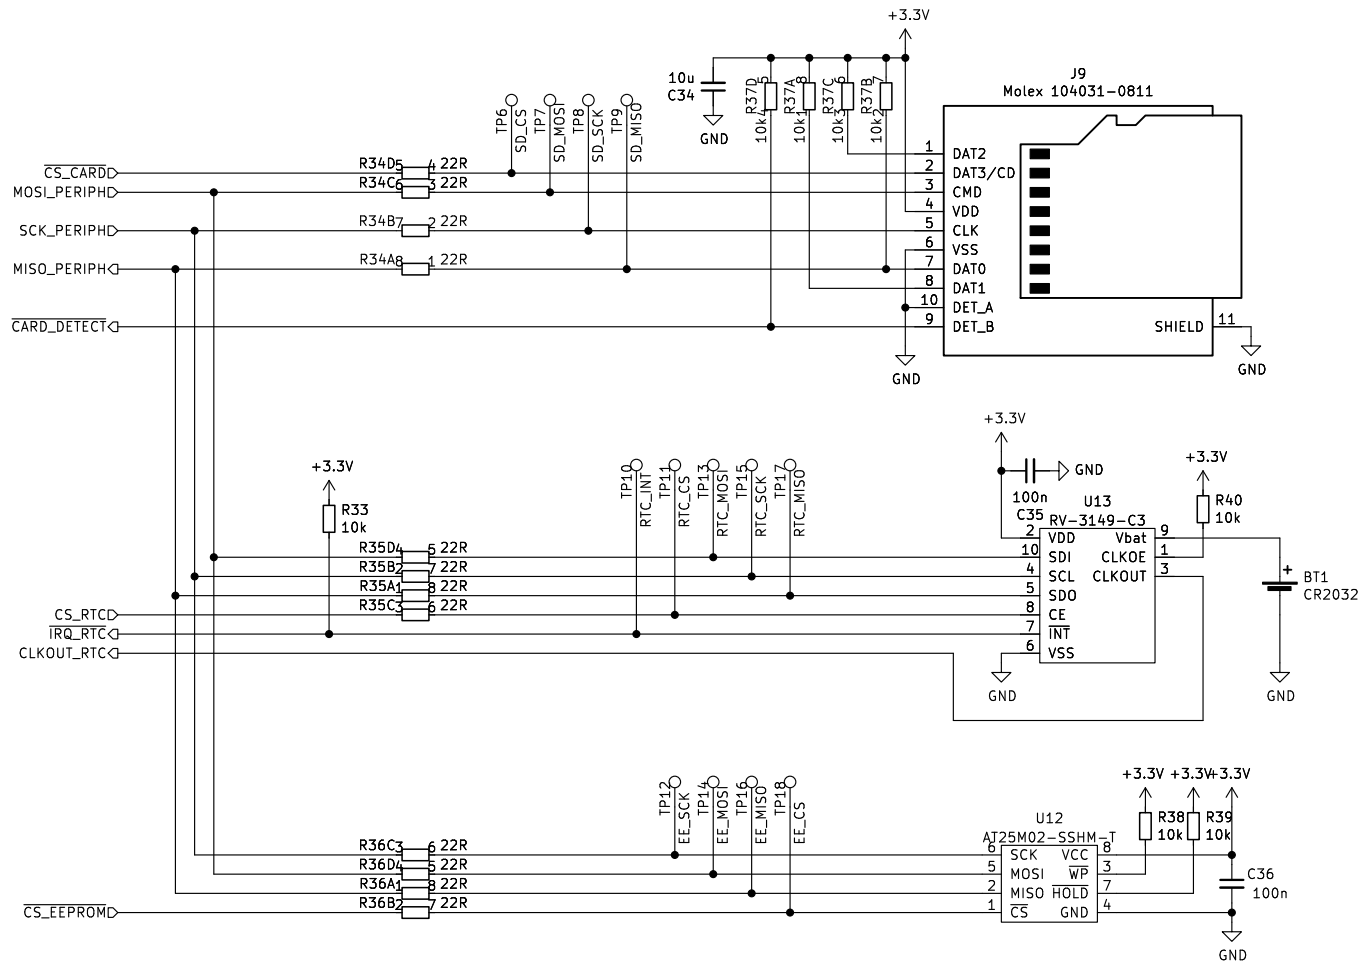 +3.3V
J9
Molex 104031-0811
10u
C34
GND
R37D
5
10k
4
R37A
8
10k
1
R37C
6
10k
3
R37B
7
10k
2
TP6
SD_CS
TP7
SD_MOSI
TP8
SD_SCK
TP9
SD_MISO
CS_CARD
R34D 5 4 22R
2 DAT3/CD
1 DAT2
MOSI_PERIPH
R34C 6 3 22R
3 CMD
4 VDD
SCK_PERIPH
R34B 7 2 22R
5 CLK
6 VSS
MISO_PERIPH
R34A 8 1 22R
7 DAT0
8 DAT1
10 DET_A
CARD_DETECT
9 DET_B
SHIELD 11
GND
GND
+3.3V
GND
100n
C35
U13
RV-3149-C3
+3.3V
R40
10k
+3.3V
R33
10k
TP10
RTC_INT
TP11
RTC_CS
TP13
RTC_MOSI
TP15
RTC_SCK
TP17
RTC_MISO
2 VDD Vbat 9
R35D 4 5 22R
10 SDI CLKOE 1
R35B 2 7 22R
4 SCL CLKOUT 3
R35A 1 8 22R
5 SDO
CS_RTC
R35C 3 6 22R
8 CE
IRQ_RTC
7 INT
CLKOUT_RTC
6 VSS
GND
+
BT1
CR2032
GND
+3.3V +3.3V +3.3V
R38
10k
R39
10k
TP12
EE_SCK
TP14
EE_MOSI
TP16
EE_MISO
TP18
EE_CS
U12
AT25M02-SSHM-T
R36C 3 6 22R
6 SCK VCC 8
R36D 4 5 22R
5 MOSI WP 3
R36A 1 8 22R
2 MISO HOLD 7
CS_EEPROM
R36B 2 7 22R
1 CS GND 4
C36
100n
GND